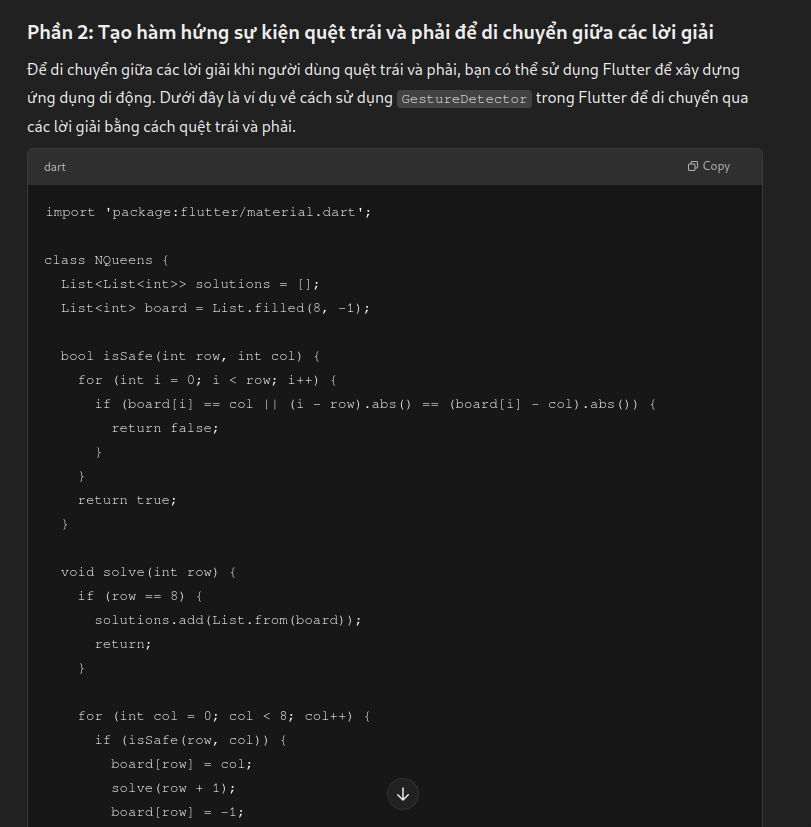 Phần 2: Tạo hàm hứng sự kiện quệt trái và phải để di chuyển giữa các lời giải
Để di chuyển giữa các lời giải khi người dùng quệt trái và phải, bạn có thể sử dụng Flutter để xây dựng
ứng dụng di động. Dưới đây là ví dụ về cách sử dụng GestureDetector trong Flutter để di chuyển qua
các lời giải bằng cách quệt trái và phải.
dart
Copy
import 'package:flutter/material.dart';
class NQueens {
  List<List<int>> solutions = [];
  List<int> board = List.filled(8, -1);
  bool isSafe(int row, int col) {
    for (int i = 0; i < row; i++) {
      if (board[i] == col || (i - row).abs() == (board[i] - col).abs()) {
        return false;
      }
    }
    return true;
  }
  void solve(int row) {
    if (row == 8) {
      solutions.add(List.from(board));
      return;
    }
    for (int col = 0; col < 8; col++) {
      if (isSafe(row, col)) {
        board[row] = col;
        solve(row + 1);
        board[row] = -1;